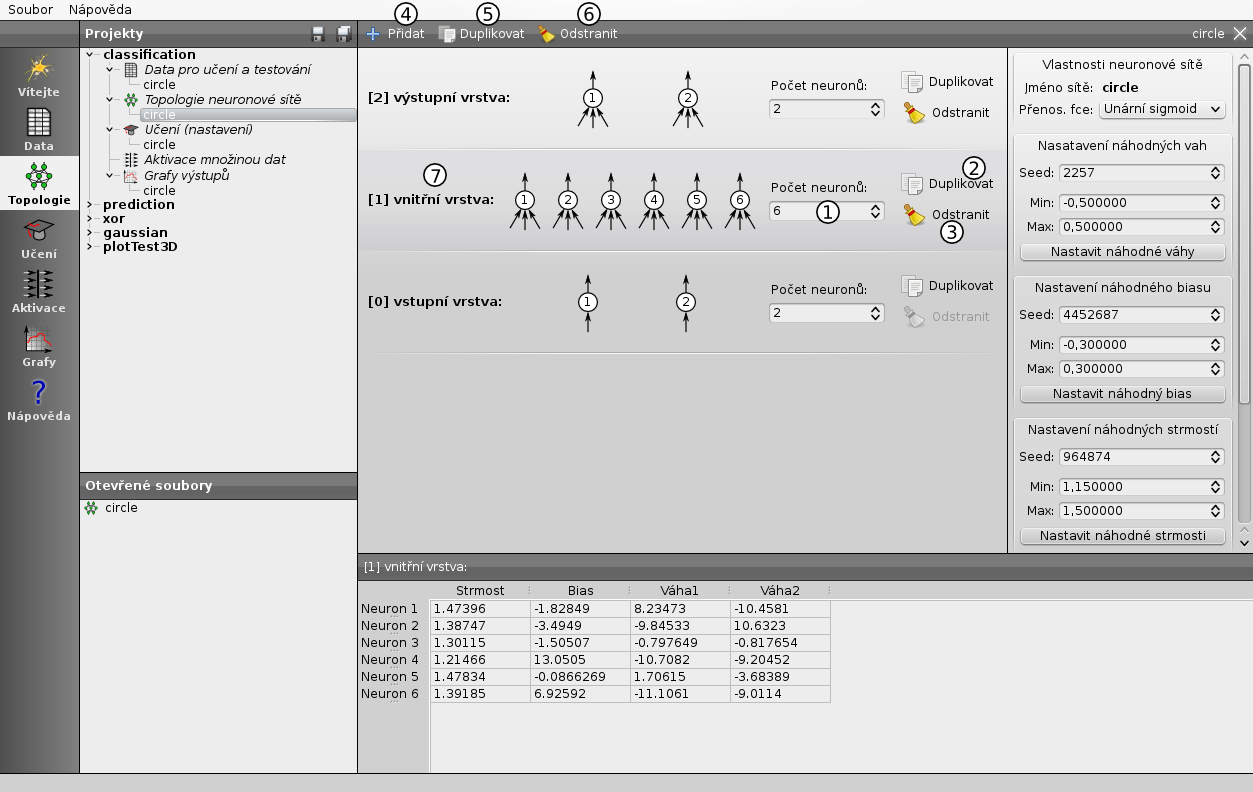 Soubor Nápověda
Vítejte
Data
Topologie
Učení
Aktivace
Grafy
?
Nápověda
Projekty
classification
Data pro učení a testování
circle
Topologie neuronové sítě
circle
Učení (nastavení)
circle
Aktivace množinou dat
Grafy výstupů
circle
prediction
xor
gaussian
plotTest3D
Otevřené soubory
circle
4 5 6
Přidat Duplikovat Odstranit circle
[2] výstupní vrstva: 1 2
Počet neuronů:
2
Duplikovat
Odstranit
7
[1] vnitřní vrstva: 1 2 3 4 5 6
Počet neuronů:
6 1
2
Duplikovat
Odstranit
3
[0] vstupní vrstva: 1 2
Počet neuronů:
2
Duplikovat
Odstranit
Vlastnosti neuronové sítě
Jméno sítě: circle
Přenos. fce: Unární sigmoid
Nasatavení náhodných vah
Seed: 2257
Min: -0,500000
Max: 0,500000
Nastavit náhodné váhy
Nastavení náhodného biasu
Seed: 4452687
Min: -0,300000
Max: 0,300000
Nastavit náhodný bias
Nastavení náhodných strmostí
Seed: 964874
Min: 1,150000
Max: 1,500000
Nastavit náhodné strmosti
[1] vnitřní vrstva:
Strmost Bias Váha1 Váha2
Neuron 1 1.47396 -1.82849 8.23473 -10.4581
Neuron 2 1.38747 -3.4949 -9.84533 10.6323
Neuron 3 1.30115 -1.50507 -0.797649 -0.817654
Neuron 4 1.21466 13.0505 -10.7082 -9.20452
Neuron 5 1.47834 -0.0866269 1.70615 -3.68389
Neuron 6 1.39185 6.92592 -11.1061 -9.0114